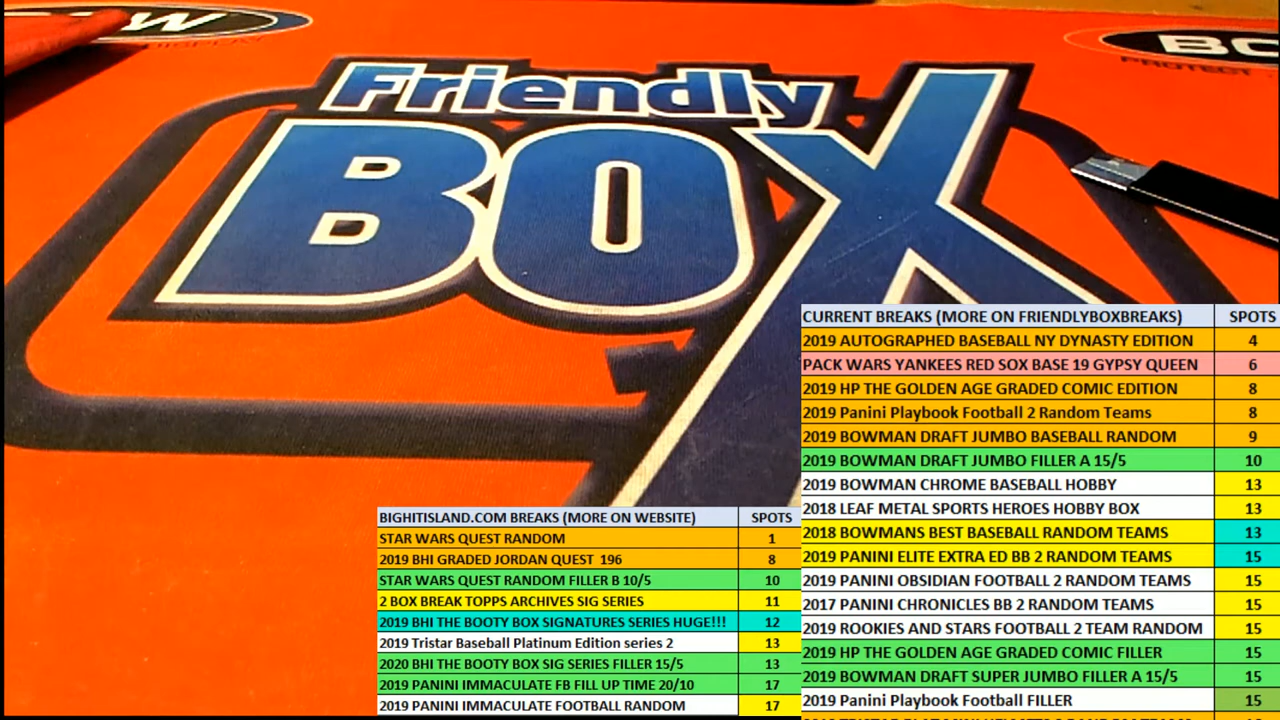 BCW
DISPLAY
BC
PROTECT
Friendly
BOX
CURRENT BREAKS (MORE ON FRIENDLYBOXBREAKS) SPOTS
2019 AUTOGRAPHED BASEBALL NY DYNASTY EDITION 4
PACK WARS YANKEES RED SOX BASE 19 GYPSY QUEEN 6
2019 HP THE GOLDEN AGE GRADED COMIC EDITION 8
2019 Panini Playbook Football 2 Random Teams 8
2019 BOWMAN DRAFT JUMBO BASEBALL RANDOM 9
2019 BOWMAN DRAFT JUMBO FILLER A 15/5 10
2019 BOWMAN CHROME BASEBALL HOBBY 13
2018 LEAF METAL SPORTS HEROES HOBBY BOX 13
2018 BOWMANS BEST BASEBALL RANDOM TEAMS 13
2019 PANINI ELITE EXTRA ED BB 2 RANDOM TEAMS 15
2019 PANINI OBSIDIAN FOOTBALL 2 RANDOM TEAMS 15
2017 PANINI CHRONICLES BB 2 RANDOM TEAMS 15
2019 ROOKIES AND STARS FOOTBALL 2 TEAM RANDOM 15
2019 HP THE GOLDEN AGE GRADED COMIC FILLER 15
2019 BOWMAN DRAFT SUPER JUMBO FILLER A 15/5 15
2019 Panini Playbook Football FILLER 15
BIGHITISLAND.COM BREAKS (MORE ON WEBSITE) SPOTS
STAR WARS QUEST RANDOM 1
2019 BHI GRADED JORDAN QUEST 196 8
STAR WARS QUEST RANDOM FILLER B 10/5 10
2 BOX BREAK TOPPS ARCHIVES SIG SERIES 11
2019 BHI THE BOOTY BOX SIGNATURES SERIES HUGE!!! 12
2019 Tristar Baseball Platinum Edition series 2 13
2020 BHI THE BOOTY BOX SIG SERIES FILLER 15/5 13
2019 PANINI IMMACULATE FB FILL UP TIME 20/10 17
2019 PANINI IMMACULATE FOOTBALL RANDOM 17